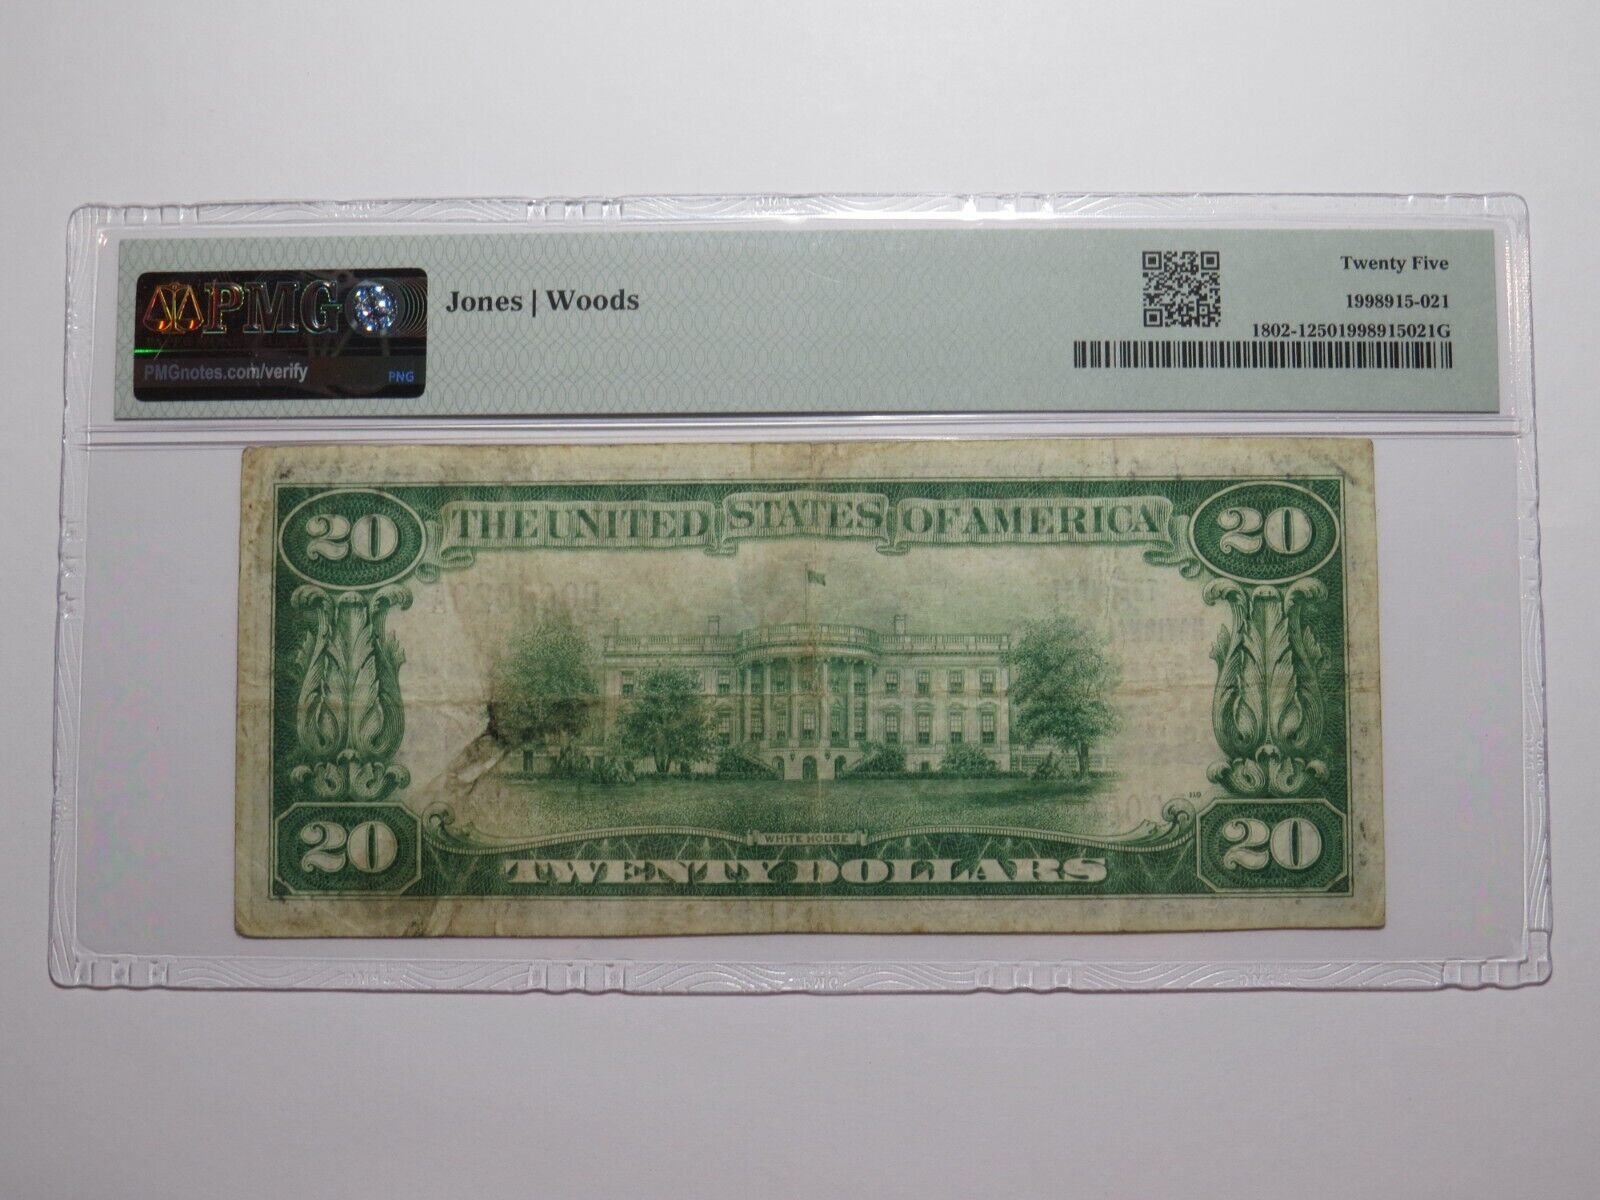 PMG
PMGnotes.com/verify
PNG
Jones | Woods
Twenty Five
1998915-021
1802-12501998915021G
20 THE UNITED STATES OF AMERICA 20
WHITE HOUSE
20 TWENTY DOLLARS 20